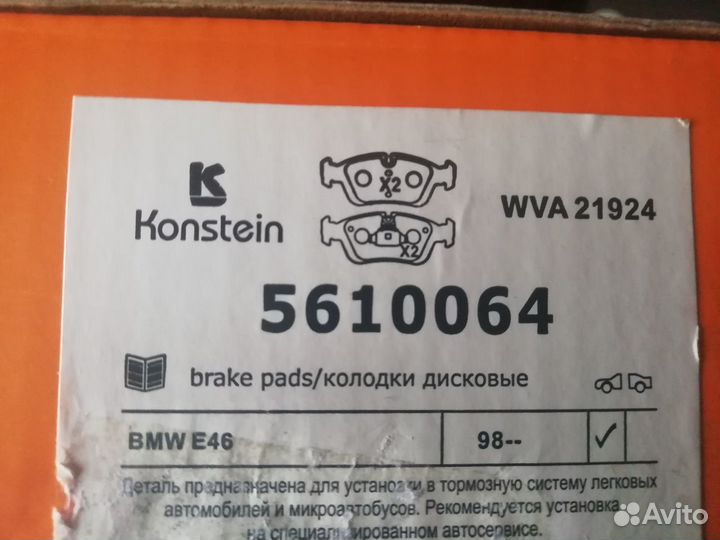 Konstein
X2
X2
WVA 21924
5610064
brake pads/колодки дисковые
BMW E46 98--
Деталь предназначена для установки в тормозную систему легковых
автомобилей и микроавтобусов. Рекомендуется установка
на специализированном автосервисе.
Avito